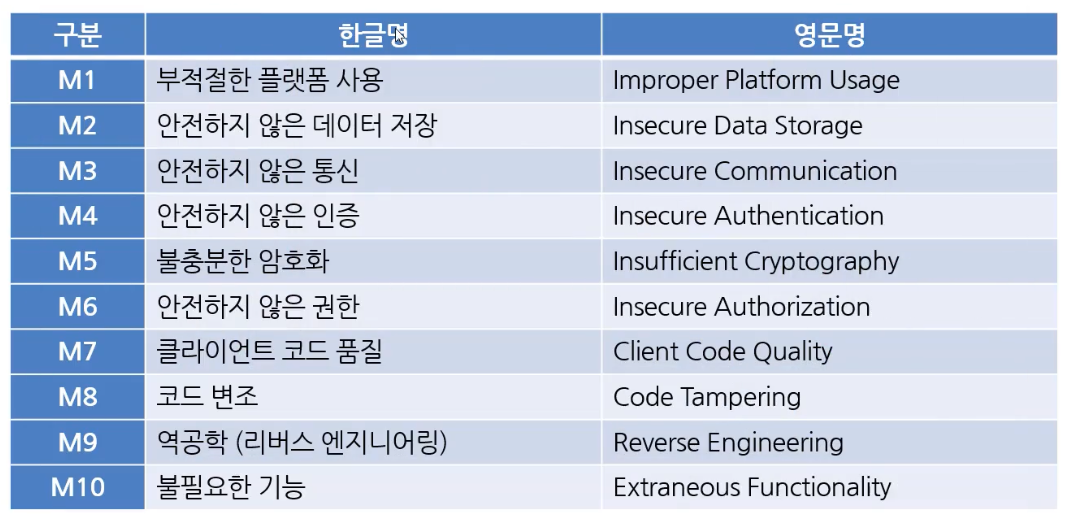 구분 한글명 영문명
M1 부적절한 플랫폼 사용 Improper Platform Usage
M2 안전하지 않은 데이터 저장 Insecure Data Storage
M3 안전하지 않은 통신 Insecure Communication
M4 안전하지 않은 인증 Insecure Authentication
M5 불충분한 암호화 Insufficient Cryptography
M6 안전하지 않은 권한 Insecure Authorization
M7 클라이언트 코드 품질 Client Code Quality
M8 코드 변조 Code Tampering
M9 역공학 (리버스 엔지니어링) Reverse Engineering
M10 불필요한 기능 Extraneous Functionality